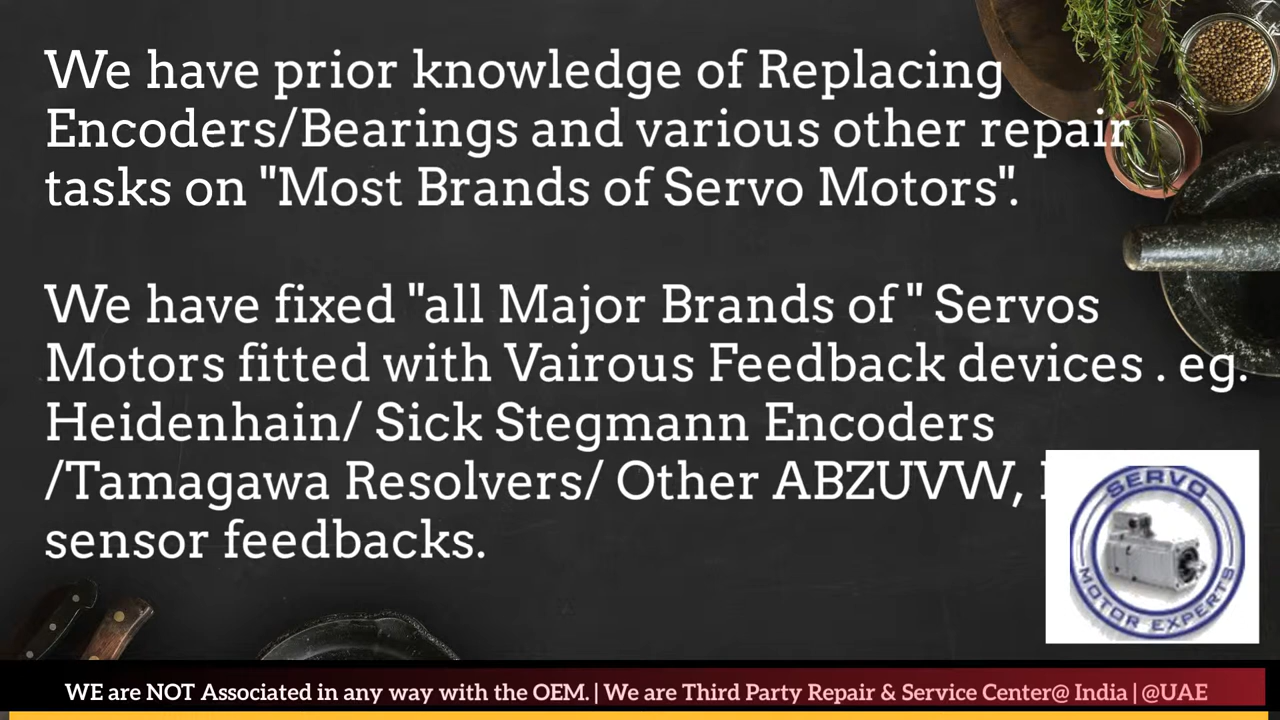 We have prior knowledge of Replacing
Encoders/Bearings and various other repair
tasks on "Most Brands of Servo Motors".
We have fixed "all Major Brands of " Servos
Motors fitted with Vairous Feedback devices . eg.
Heidenhain/ Sick Stegmann Encoders
/Tamagawa Resolvers/ Other ABZUVW,
sensor feedbacks.
SERVO
MOTOR EXPERTS
WE are NOT Associated in any way with the OEM. | We are Third Party Repair & Service Center@ India | @UAE